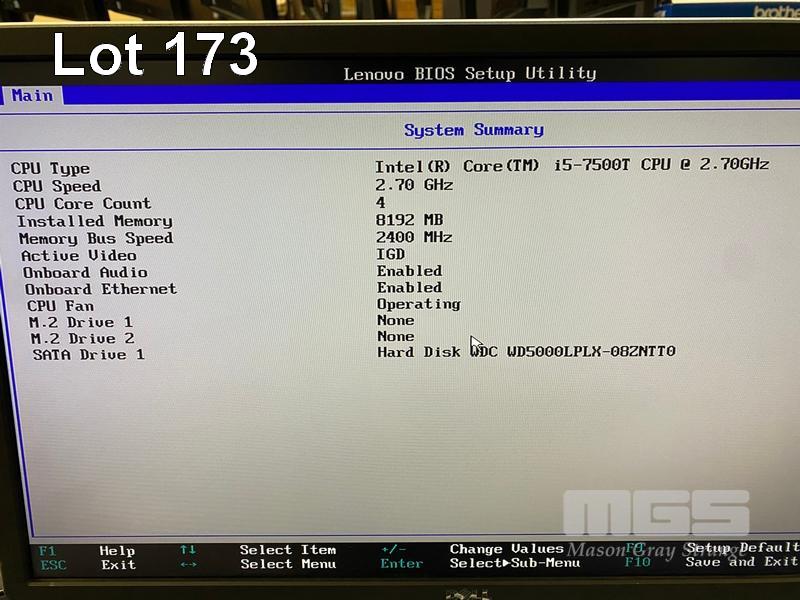 brothe
Lot 173
Lenovo BIOS Setup Utility
Main
System Summary
CPU Type Intel(R) Core(TM) i5-7500T CPU @ 2.70GHz
CPU Speed 2.70 GHz
CPU Core Count 4
Installed Memory 8192 MB
Memory Bus Speed 2400 MHz
Active Video IGD
Onboard Audio Enabled
Onboard Ethernet Enabled
CPU Fan Operating
M.2 Drive 1 None
M.2 Drive 2 None
SATA Drive 1 Hard Disk WDC WD5000LPLX-08ZNTT0
MGS
Mason Gray Strange
F1 Help ↑↓ Select Item +/- Change Values F9 Setup Default
ESC Exit ←→ Select Menu Enter Select▶Sub-Menu F10 Save and Exit